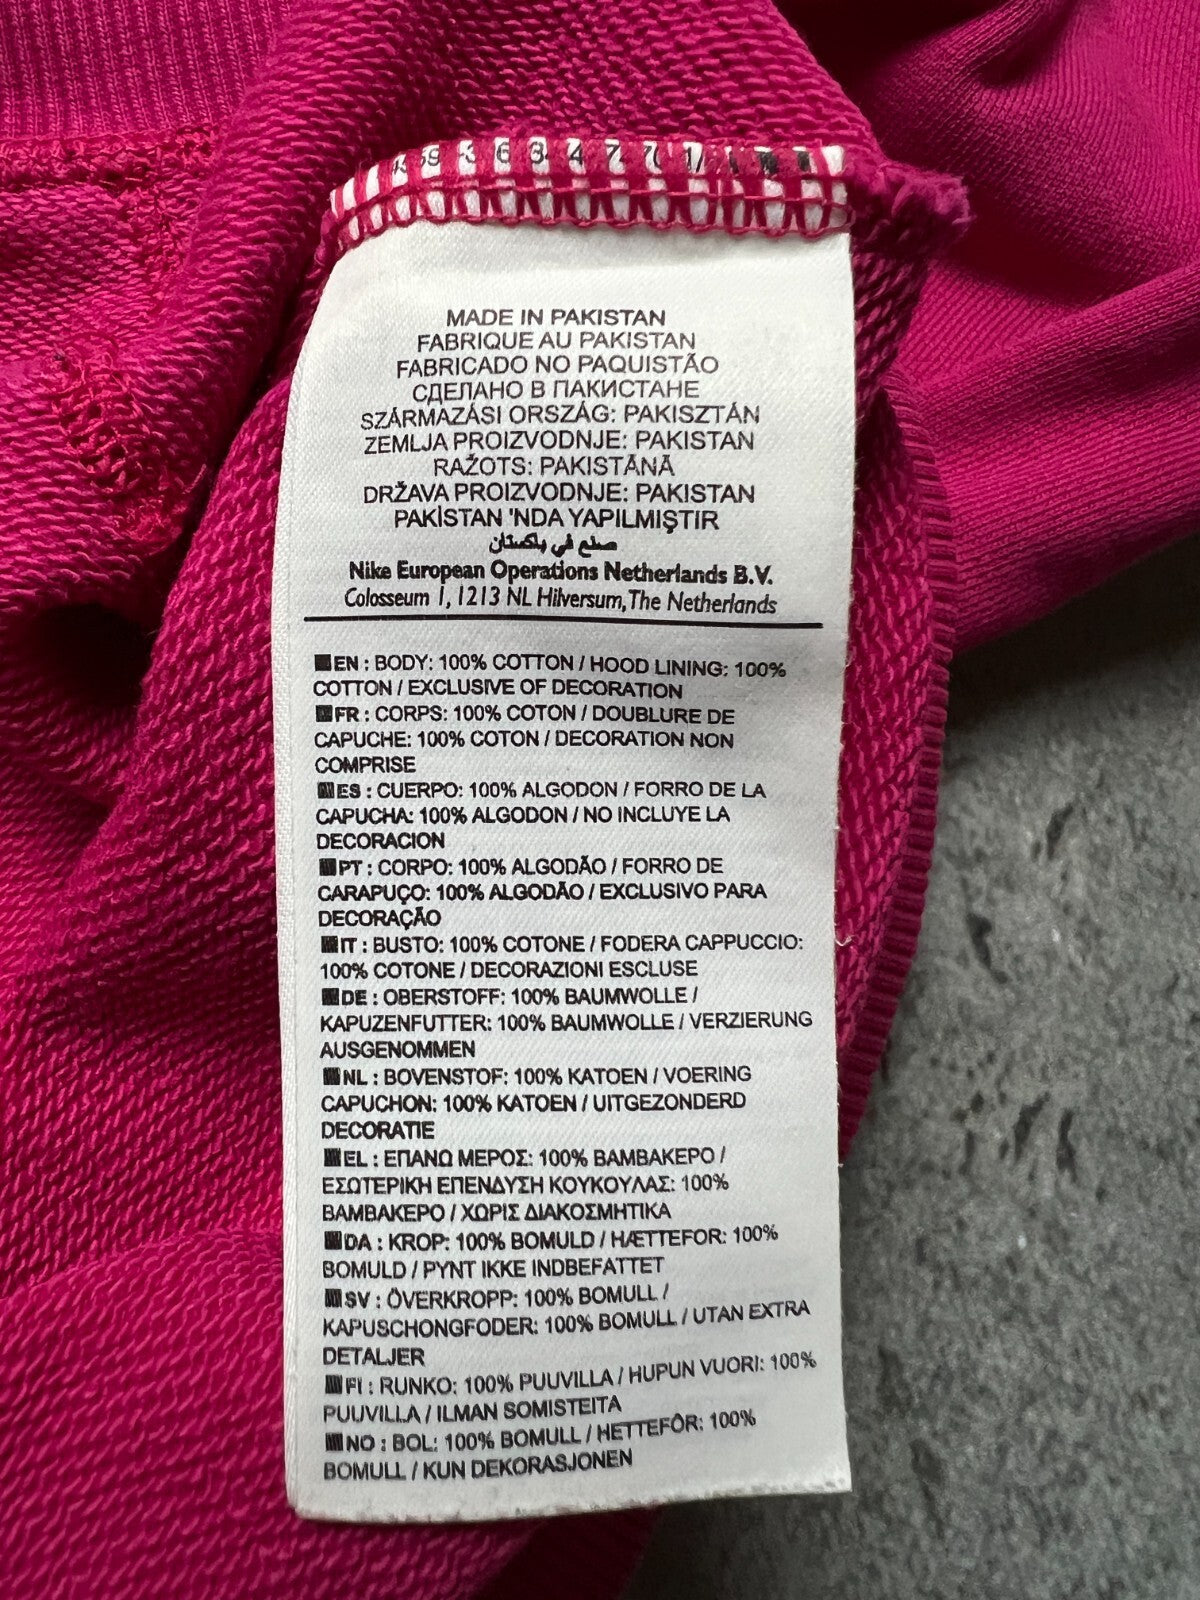 MADE IN PAKISTAN
FABRIQUE AU PAKISTAN
FABRICADO NO PAQUISTÃO
СДЕЛАНО В ПАКИСТАНЕ
SZÁRMAZÁSI ORSZÁG: PAKISZTÁN
ZEMLJA PROIZVODNJE: PAKISTAN
RAŽOTS: PAKISTĀNĀ
DRŽAVA PROIZVODNJE: PAKISTAN
PAKİSTAN 'NDA YAPILMIŞTIR
صنع في باكستان
Nike European Operations Netherlands B.V.
Colosseum 1, 1213 NL Hilversum, The Netherlands
EN : BODY: 100% COTTON / HOOD LINING: 100%
COTTON / EXCLUSIVE OF DECORATION
FR : CORPS: 100% COTON / DOUBLURE DE
CAPUCHE: 100% COTON / DECORATION NON
COMPRISE
ES : CUERPO: 100% ALGODON / FORRO DE LA
CAPUCHA: 100% ALGODON / NO INCLUYE LA
DECORACION
PT : CORPO: 100% ALGODÃO / FORRO DE
CARAPUÇO: 100% ALGODÃO / EXCLUSIVO PARA
DECORAÇÃO
IT : BUSTO: 100% COTONE / FODERA CAPPUCCIO:
100% COTONE / DECORAZIONI ESCLUSE
DE : OBERSTOFF: 100% BAUMWOLLE /
KAPUZENFUTTER: 100% BAUMWOLLE / VERZIERUNG
AUSGENOMMEN
NL : BOVENSTOF: 100% KATOEN / VOERING
CAPUCHON: 100% KATOEN / UITGEZONDERD
DECORATIE
EL : ΕΠΑΝΩ ΜΕΡΟΣ: 100% ΒΑΜΒΑΚΕΡΟ /
ΕΣΩΤΕΡΙΚΗ ΕΠΕΝΔΥΣΗ ΚΟΥΚΟΥΛΑΣ: 100%
ΒΑΜΒΑΚΕΡΟ / ΧΩΡΙΣ ΔΙΑΚΟΣΜΗΤΙΚΑ
DA : KROP: 100% BOMULD / HÆTTEFOR: 100%
BOMULD / PYNT IKKE INDBEFATTET
SV : ÖVERKROPP: 100% BOMULL /
KAPUSCHONGFODER: 100% BOMULL / UTAN EXTRA
DETALJER
FI : RUNKO: 100% PUUVILLA / HUPUN VUORI: 100%
PUUVILLA / ILMAN SOMISTEITA
NO : BOL: 100% BOMULL / HETTEFÔR: 100%
BOMULL / KUN DEKORASJONEN